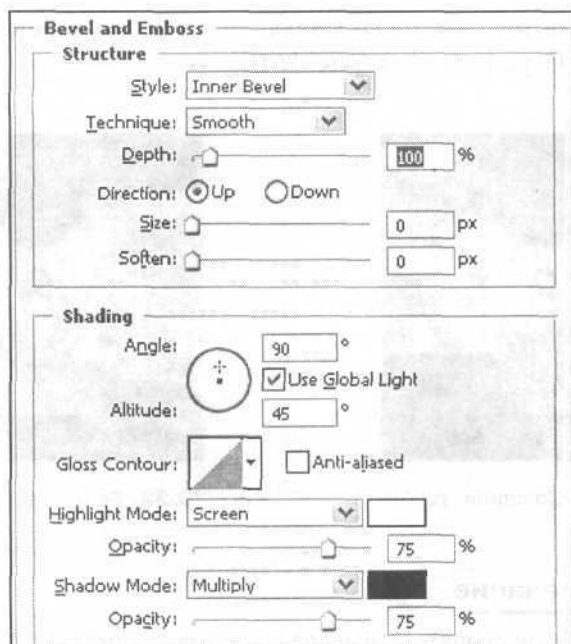 Bevel and Emboss
Structure
Style: Inner Bevel
Technique: Smooth
Depth: 100 %
Direction: Up Down
Size: 0 px
Soften: 0 px
Shading
Angle: 90 °
Use Global Light
Altitude: 45 °
Gloss Contour: Anti-aliased
Highlight Mode: Screen
Opacity: 75 %
Shadow Mode: Multiply
Opacity: 75 %